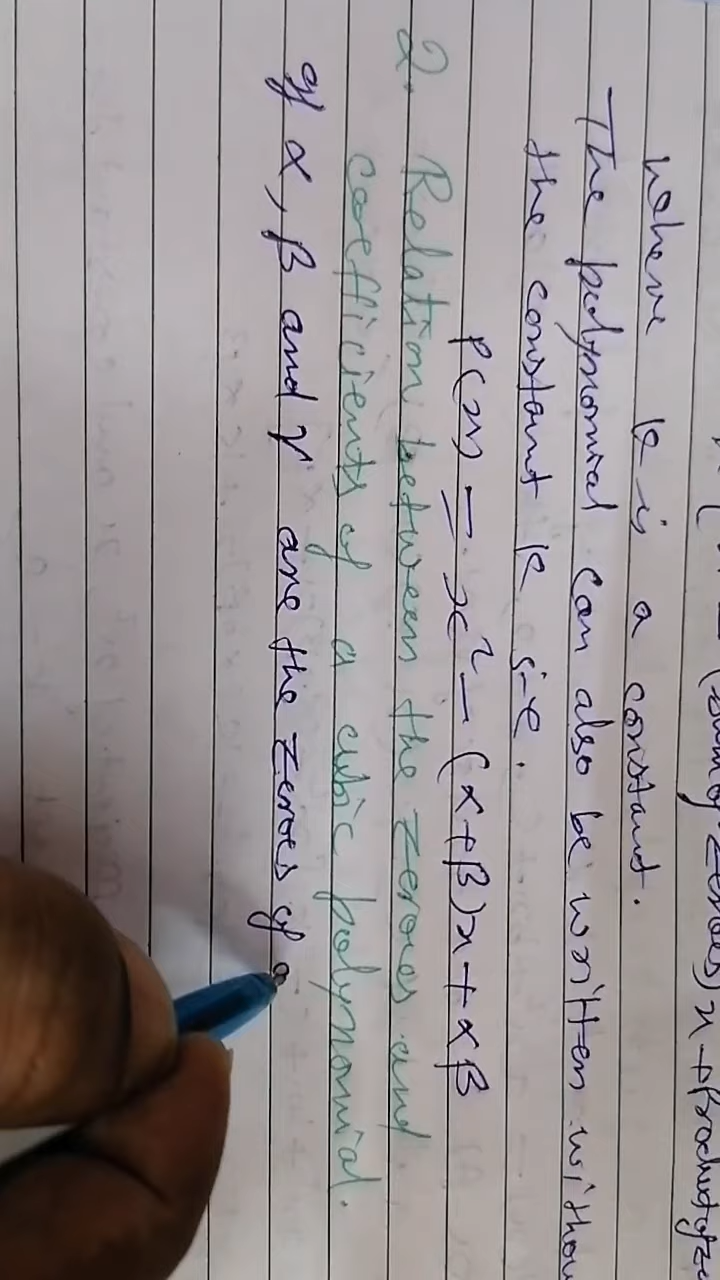 (Sum of zeroes) x + Product of ze
where k is a constant.
The polynomial can also be written withou
the constant k i-e.
P(x) = x² - (α+β)x + αβ
2. Relation between the zeroes and
coefficients of a cubic polynomial.
If α, β and γ are the zeroes of a